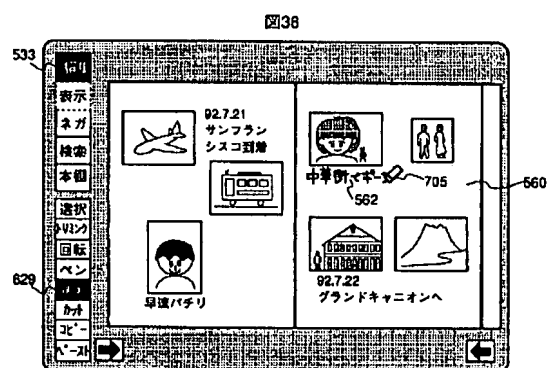 図38
533
表示
ネガ
検索
本棚
選択
トリミング
回転
ペン
629
カット
コピー
ペースト
92.7.21
サンフラン
シスコ到着
早速パチリ
中華街でポーズ
705
562
560
92.7.22
グランドキャニオンへ